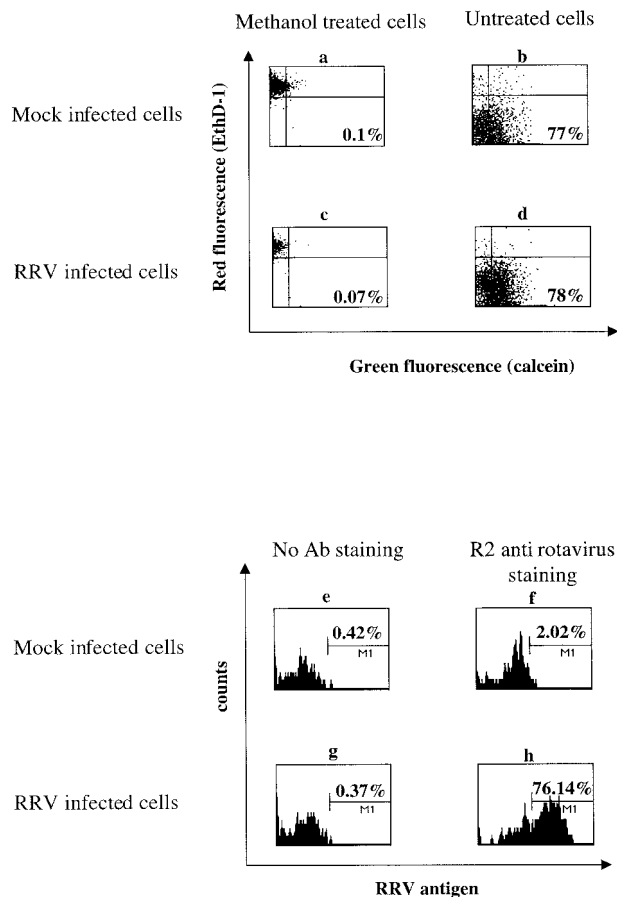 Methanol treated cells
Untreated cells
a
b
Mock infected cells
0.1%
77%
c
d
RRV infected cells
0.07%
78%
Red fluorescence (EthD-1)
Green fluorescence (calcein)
No Ab staining
R2 anti rotavirus
staining
e
f
Mock infected cells
0.42%
M1
2.02%
M1
counts
g
h
RRV infected cells
0.37%
M1
76.14%
M1
RRV antigen